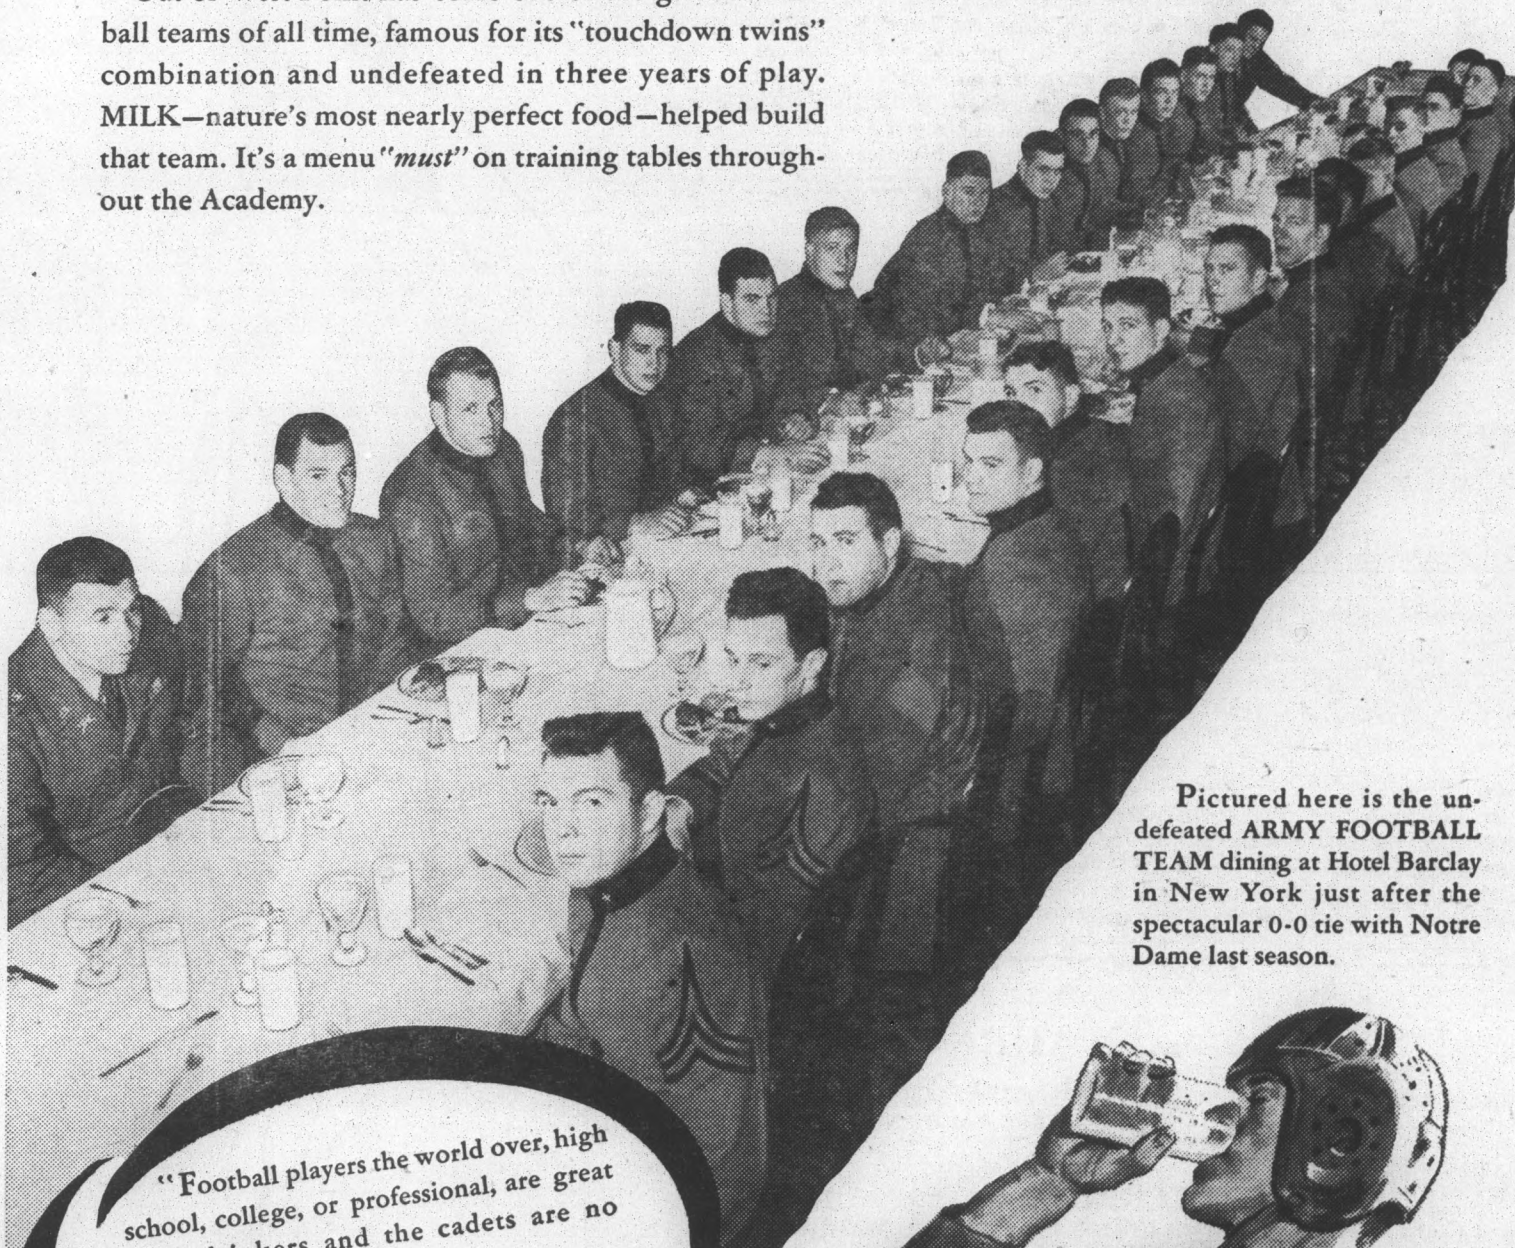 ball teams of all time, famous for its "touchdown twins"
combination and undefeated in three years of play.
MILK—nature's most nearly perfect food—helped build
that team. It's a menu "must" on training tables through-
out the Academy.
Pictured here is the un-
defeated ARMY FOOTBALL
TEAM dining at Hotel Barclay
in New York just after the
spectacular 0-0 tie with Notre
Dame last season.
"Football players the world over, high
school, college, or professional, are great
and the cadets are no